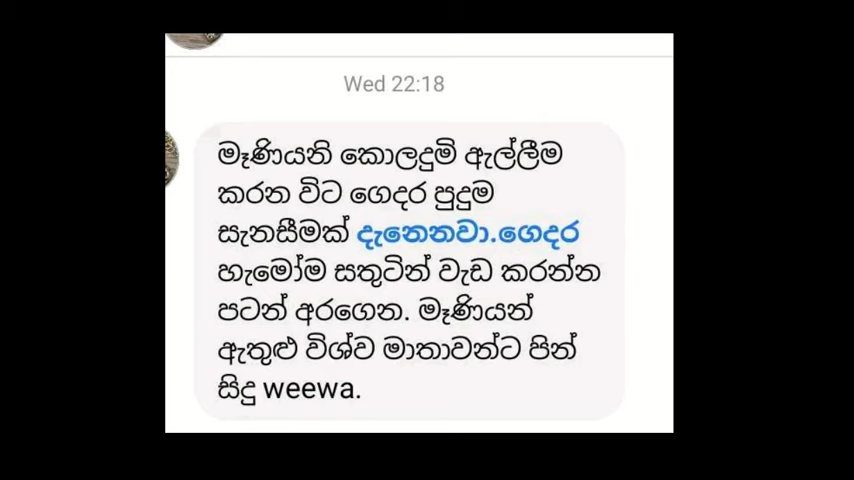 Wed 22:18
මෑණියනි කොලදුම් ඇල්ලීම
කරන විට ගෙදර පුදුම
සැනසීමක් දැනෙනවා.ගෙදර
හැමෝම සතුටින් වැඩ කරන්න
පටන් අරගෙන. මෑණියන්
ඇතුළු විශ්ව මාතාවන්ට පින්
සිදු weewa.